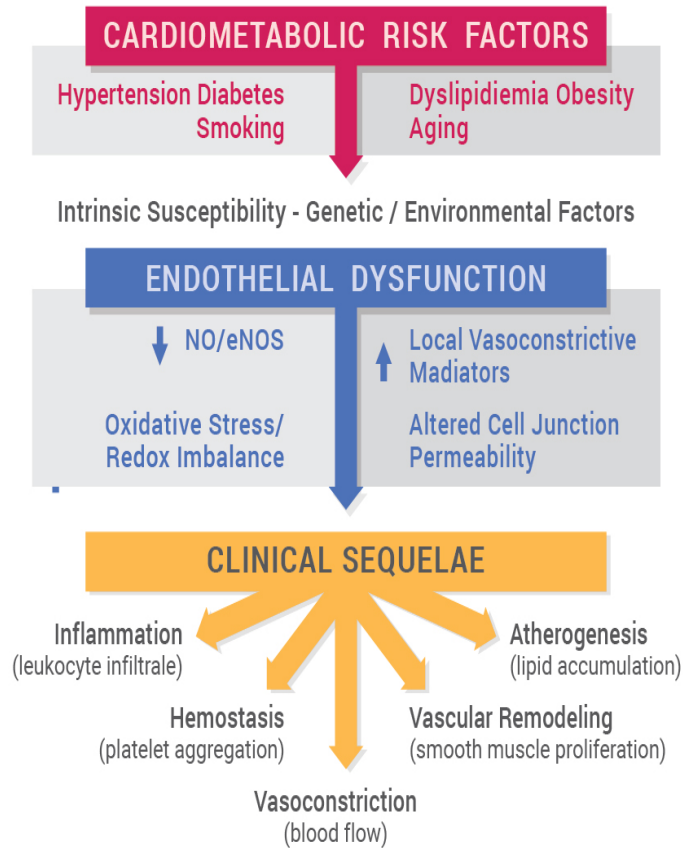 CARDIOMETABOLIC RISK FACTORS
Hypertension Diabetes
Smoking
Dyslipidiemia Obesity
Aging
Intrinsic Susceptibility - Genetic / Environmental Factors
ENDOTHELIAL DYSFUNCTION
NO/eNOS
Local Vasoconstrictive
Madiators
Oxidative Stress/
Redox Imbalance
Altered Cell Junction
Permeability
CLINICAL SEQUELAE
Inflammation
(leukocyte infiltrale)
Atherogenesis
(lipid accumulation)
Hemostasis
(platelet aggregation)
Vascular Remodeling
(smooth muscle proliferation)
Vasoconstriction
(blood flow)